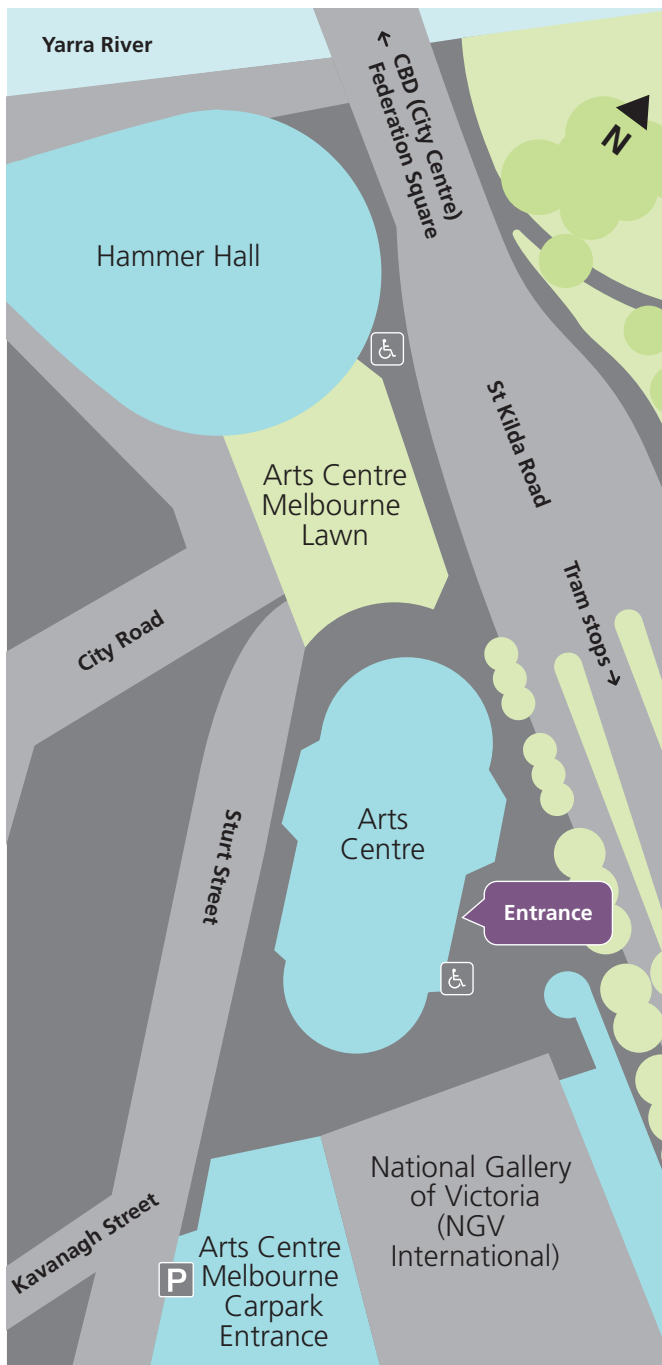 Yarra River
← CBD (City Centre)
Federation Square
N
Hammer Hall
St Kilda Road
Arts Centre
Melbourne
Lawn
City Road
Tram stops →
Sturt Street
Arts
Centre
Entrance
National Gallery
of Victoria
(NGV
International)
Kavanagh Street
P
Arts Centre
Melbourne
Carpark
Entrance